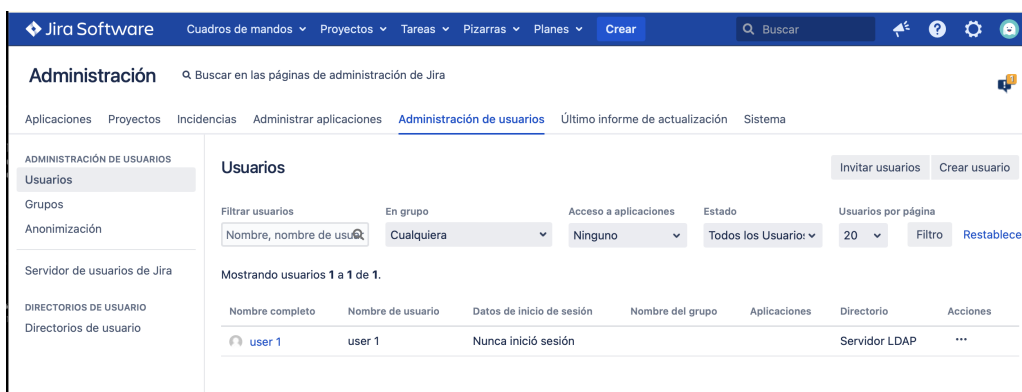 Jira Software Cuadros de mandos Proyectos Tareas Pizarras Planes Crear Buscar
Administración Buscar en las páginas de administración de Jira
Aplicaciones Proyectos Incidencias Administrar aplicaciones Administración de usuarios Último informe de actualización Sistema
ADMINISTRACIÓN DE USUARIOS
Usuarios
Grupos
Anonimización
Servidor de usuarios de Jira
DIRECTORIOS DE USUARIO
Directorios de usuario
Usuarios
Invitar usuarios Crear usuario
Filtrar usuarios En grupo Acceso a aplicaciones Estado Usuarios por página
Nombre, nombre de usua Cualquiera Ninguno Todos los Usuarios 20 Filtro Restablece
Mostrando usuarios 1 a 1 de 1.
Nombre completo Nombre de usuario Datos de inicio de sesión Nombre del grupo Aplicaciones Directorio Acciones
user 1 user 1 Nunca inició sesión Servidor LDAP ...